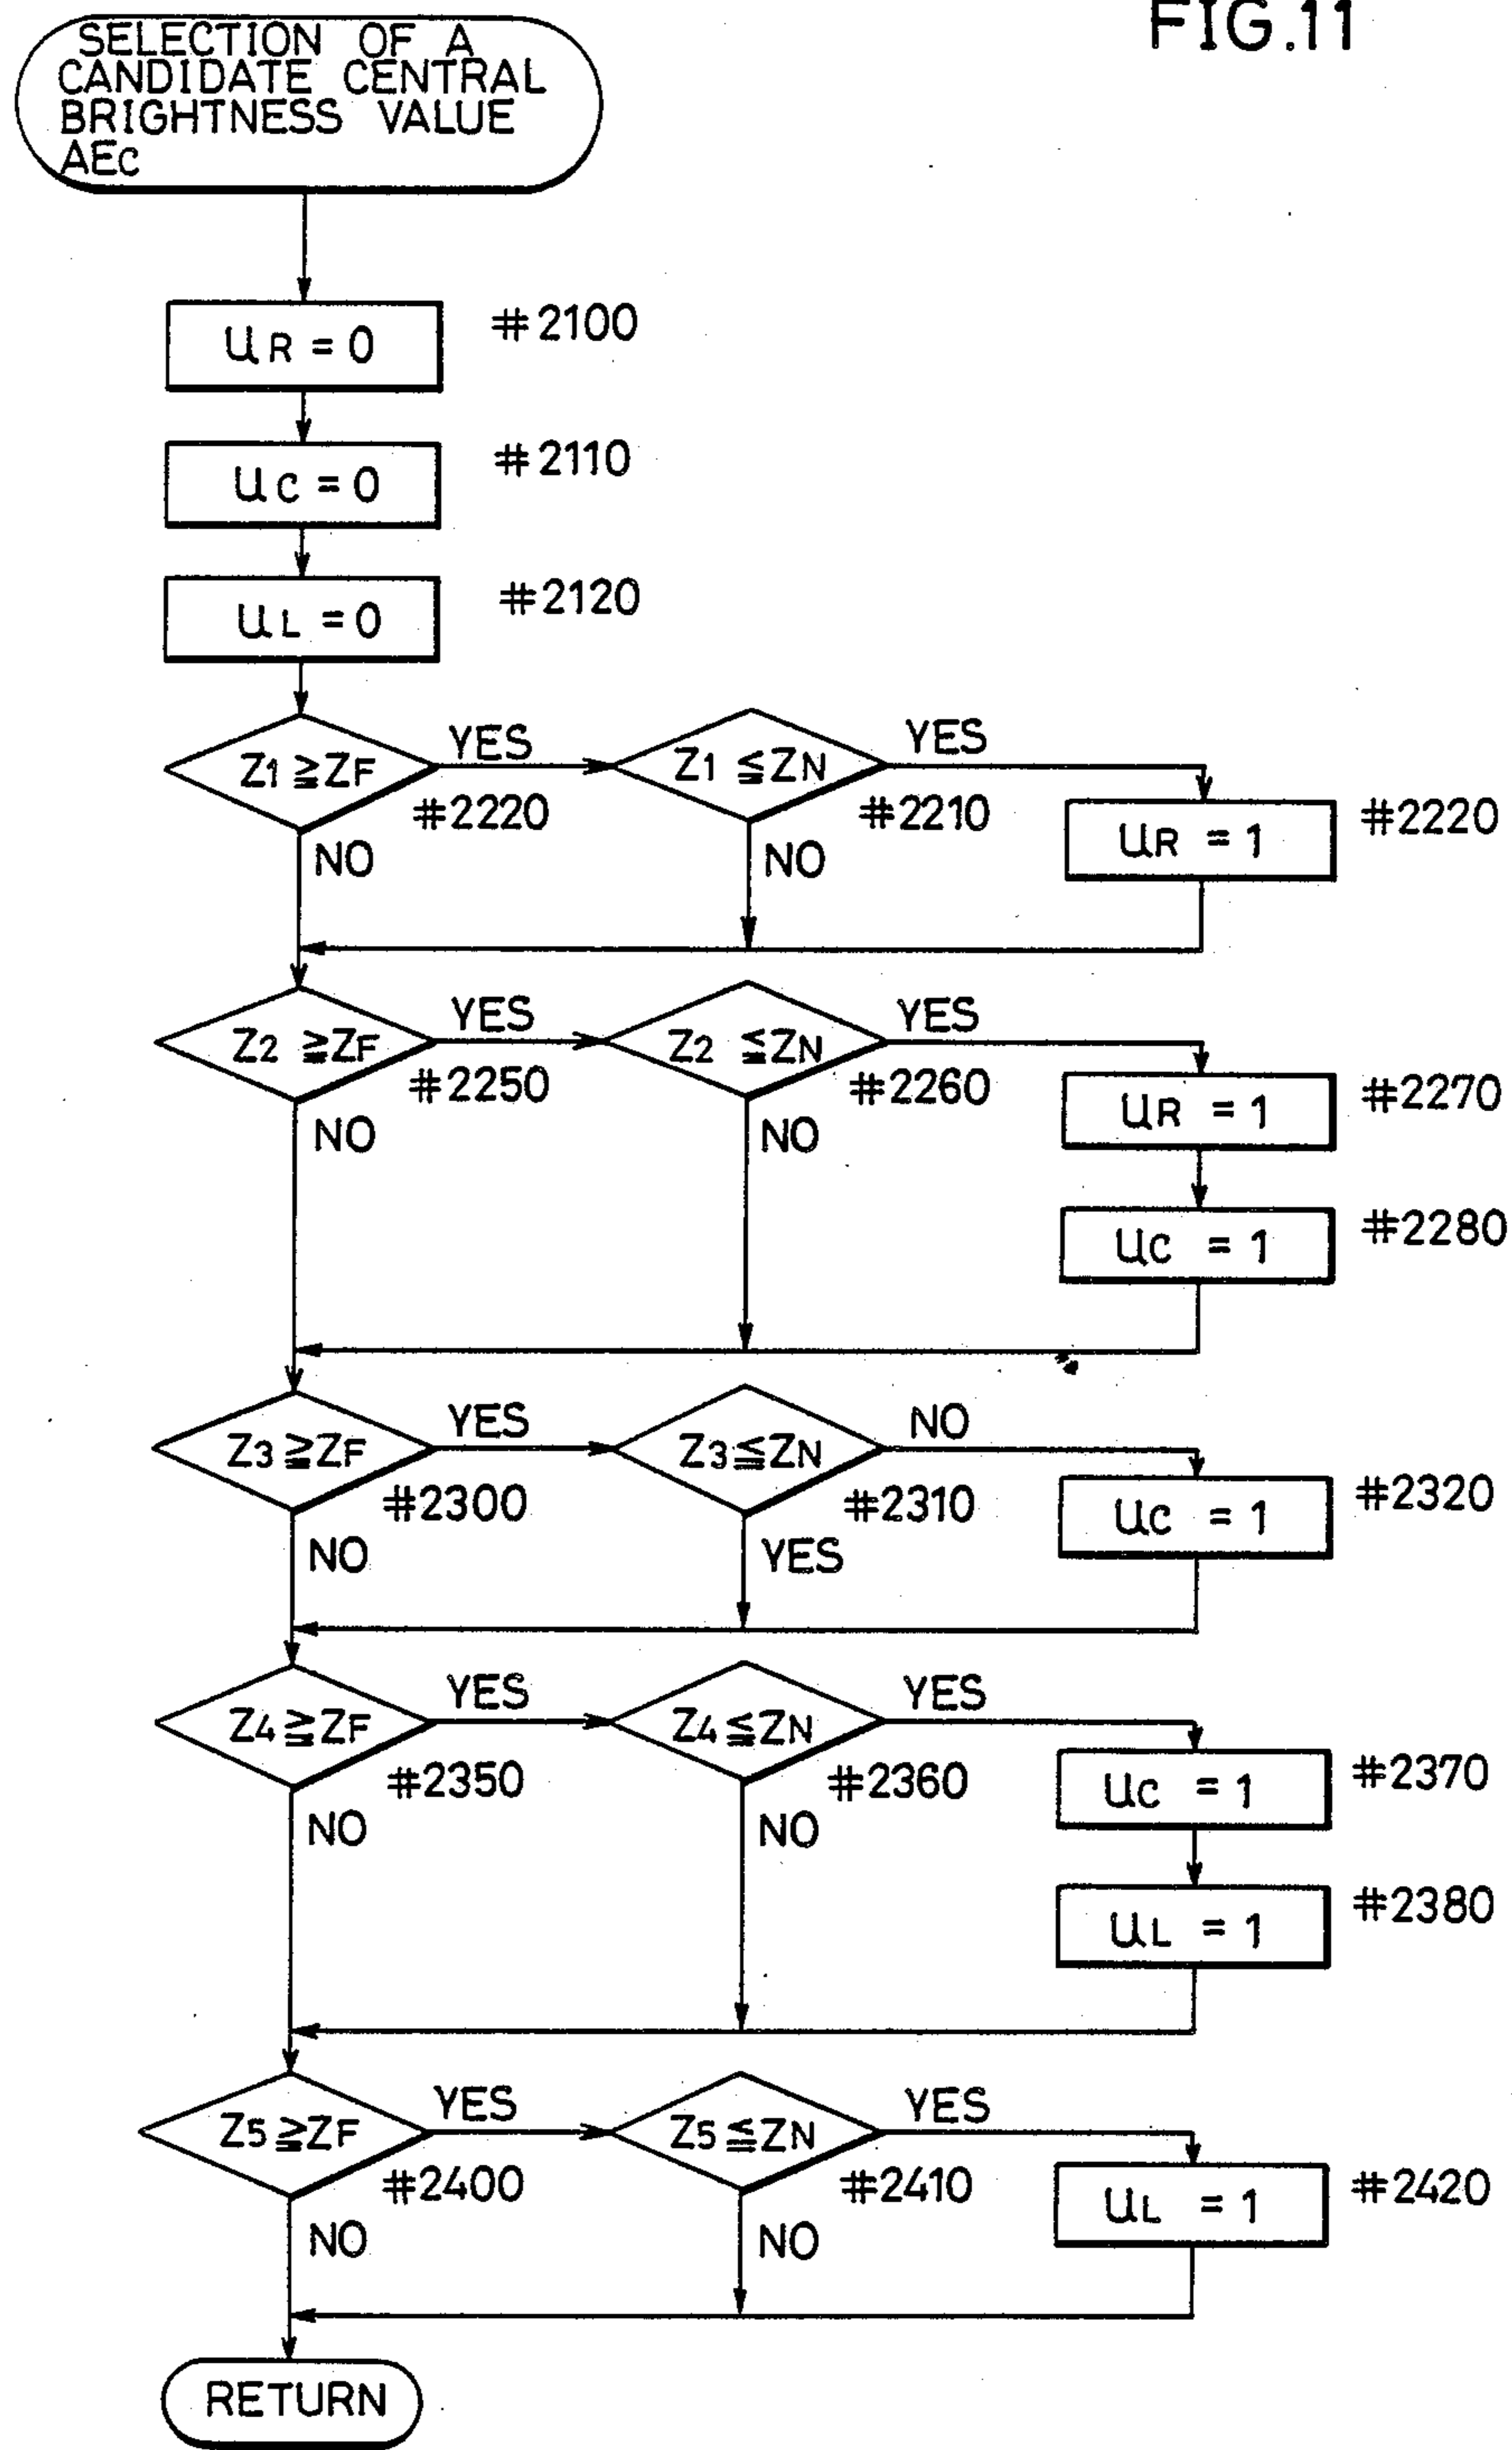 FIG.11
SELECTION OF A
CANDIDATE CENTRAL
BRIGHTNESS VALUE
AEC
UR = 0
#2100
UC = 0
#2110
UL = 0
#2120
Z1 ≧ ZF
YES
#2220
NO
Z1 ≦ ZN
YES
#2210
NO
UR = 1
#2220
Z2 ≧ ZF
YES
#2250
NO
Z2 ≦ ZN
YES
#2260
NO
UR = 1
#2270
UC = 1
#2280
Z3 ≧ ZF
YES
#2300
NO
Z3 ≦ ZN
NO
#2310
YES
UC = 1
#2320
Z4 ≧ ZF
YES
#2350
NO
Z4 ≦ ZN
YES
#2360
NO
UC = 1
#2370
UL = 1
#2380
Z5 ≧ ZF
YES
#2400
NO
Z5 ≦ ZN
YES
#2410
NO
UL = 1
#2420
RETURN